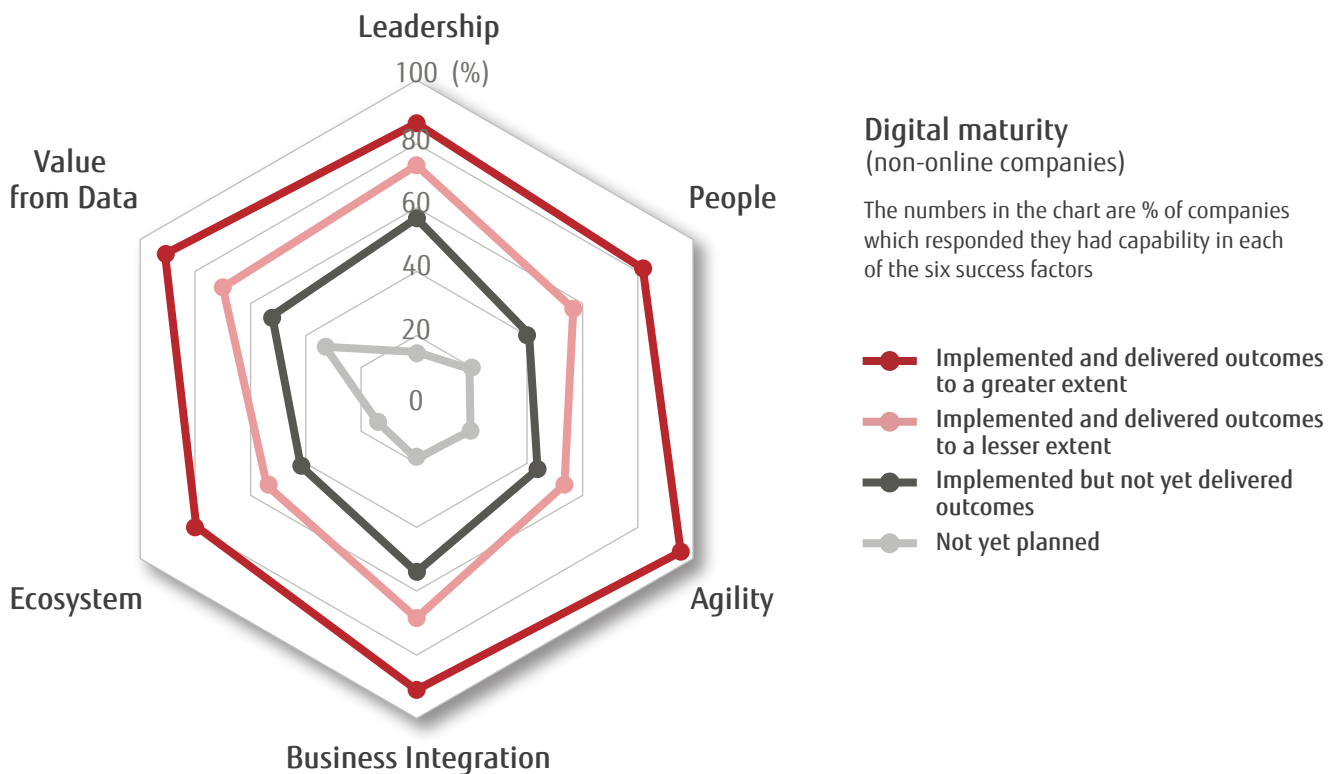 Leadership
100 (%)
80
60
40
20
0
Value
from Data
People
Ecosystem
Agility
Business Integration
Digital maturity
(non-online companies)
The numbers in the chart are % of companies
which responded they had capability in each
of the six success factors
Implemented and delivered outcomes
to a greater extent
Implemented and delivered outcomes
to a lesser extent
Implemented but not yet delivered
outcomes
Not yet planned